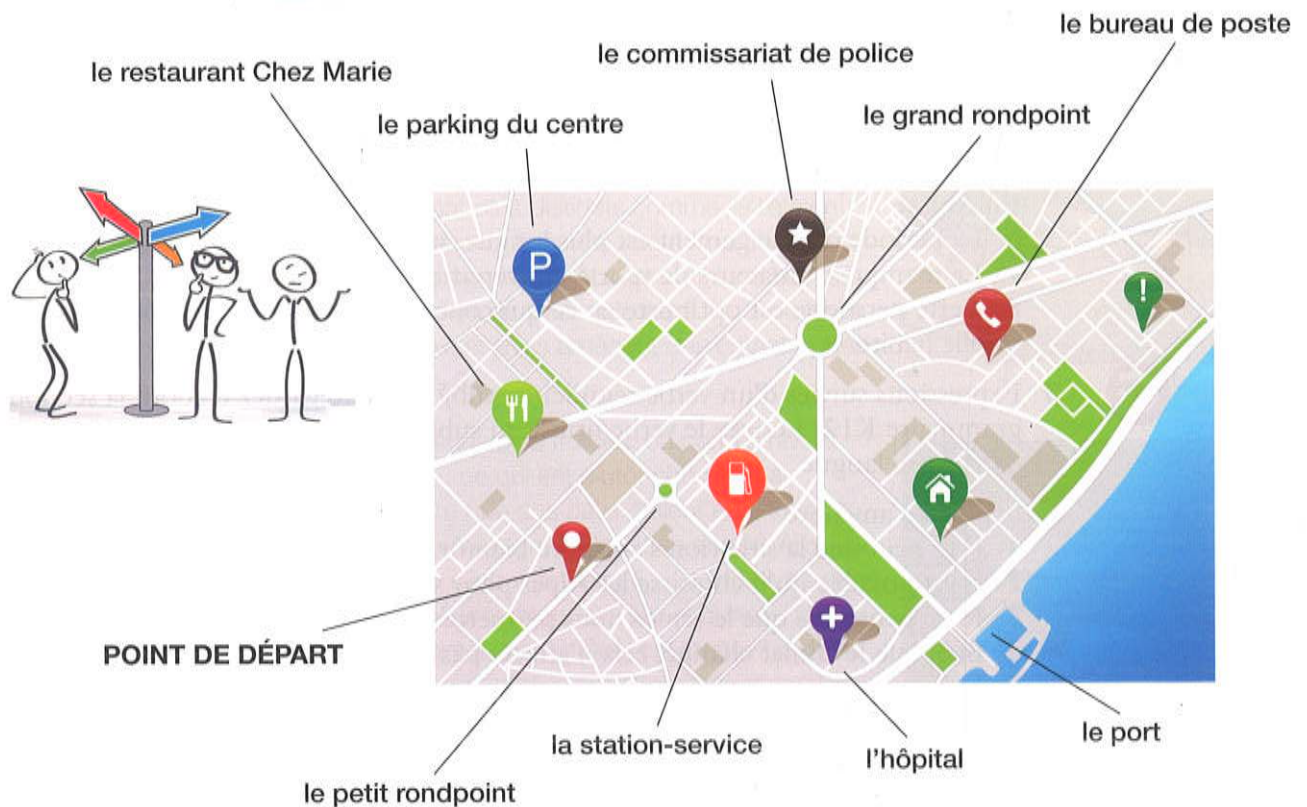 le bureau de poste
le commissariat de police
le restaurant Chez Marie
le grand rondpoint
le parking du centre
P
!
POINT DE DÉPART
le port
la station-service
l'hôpital
le petit rondpoint